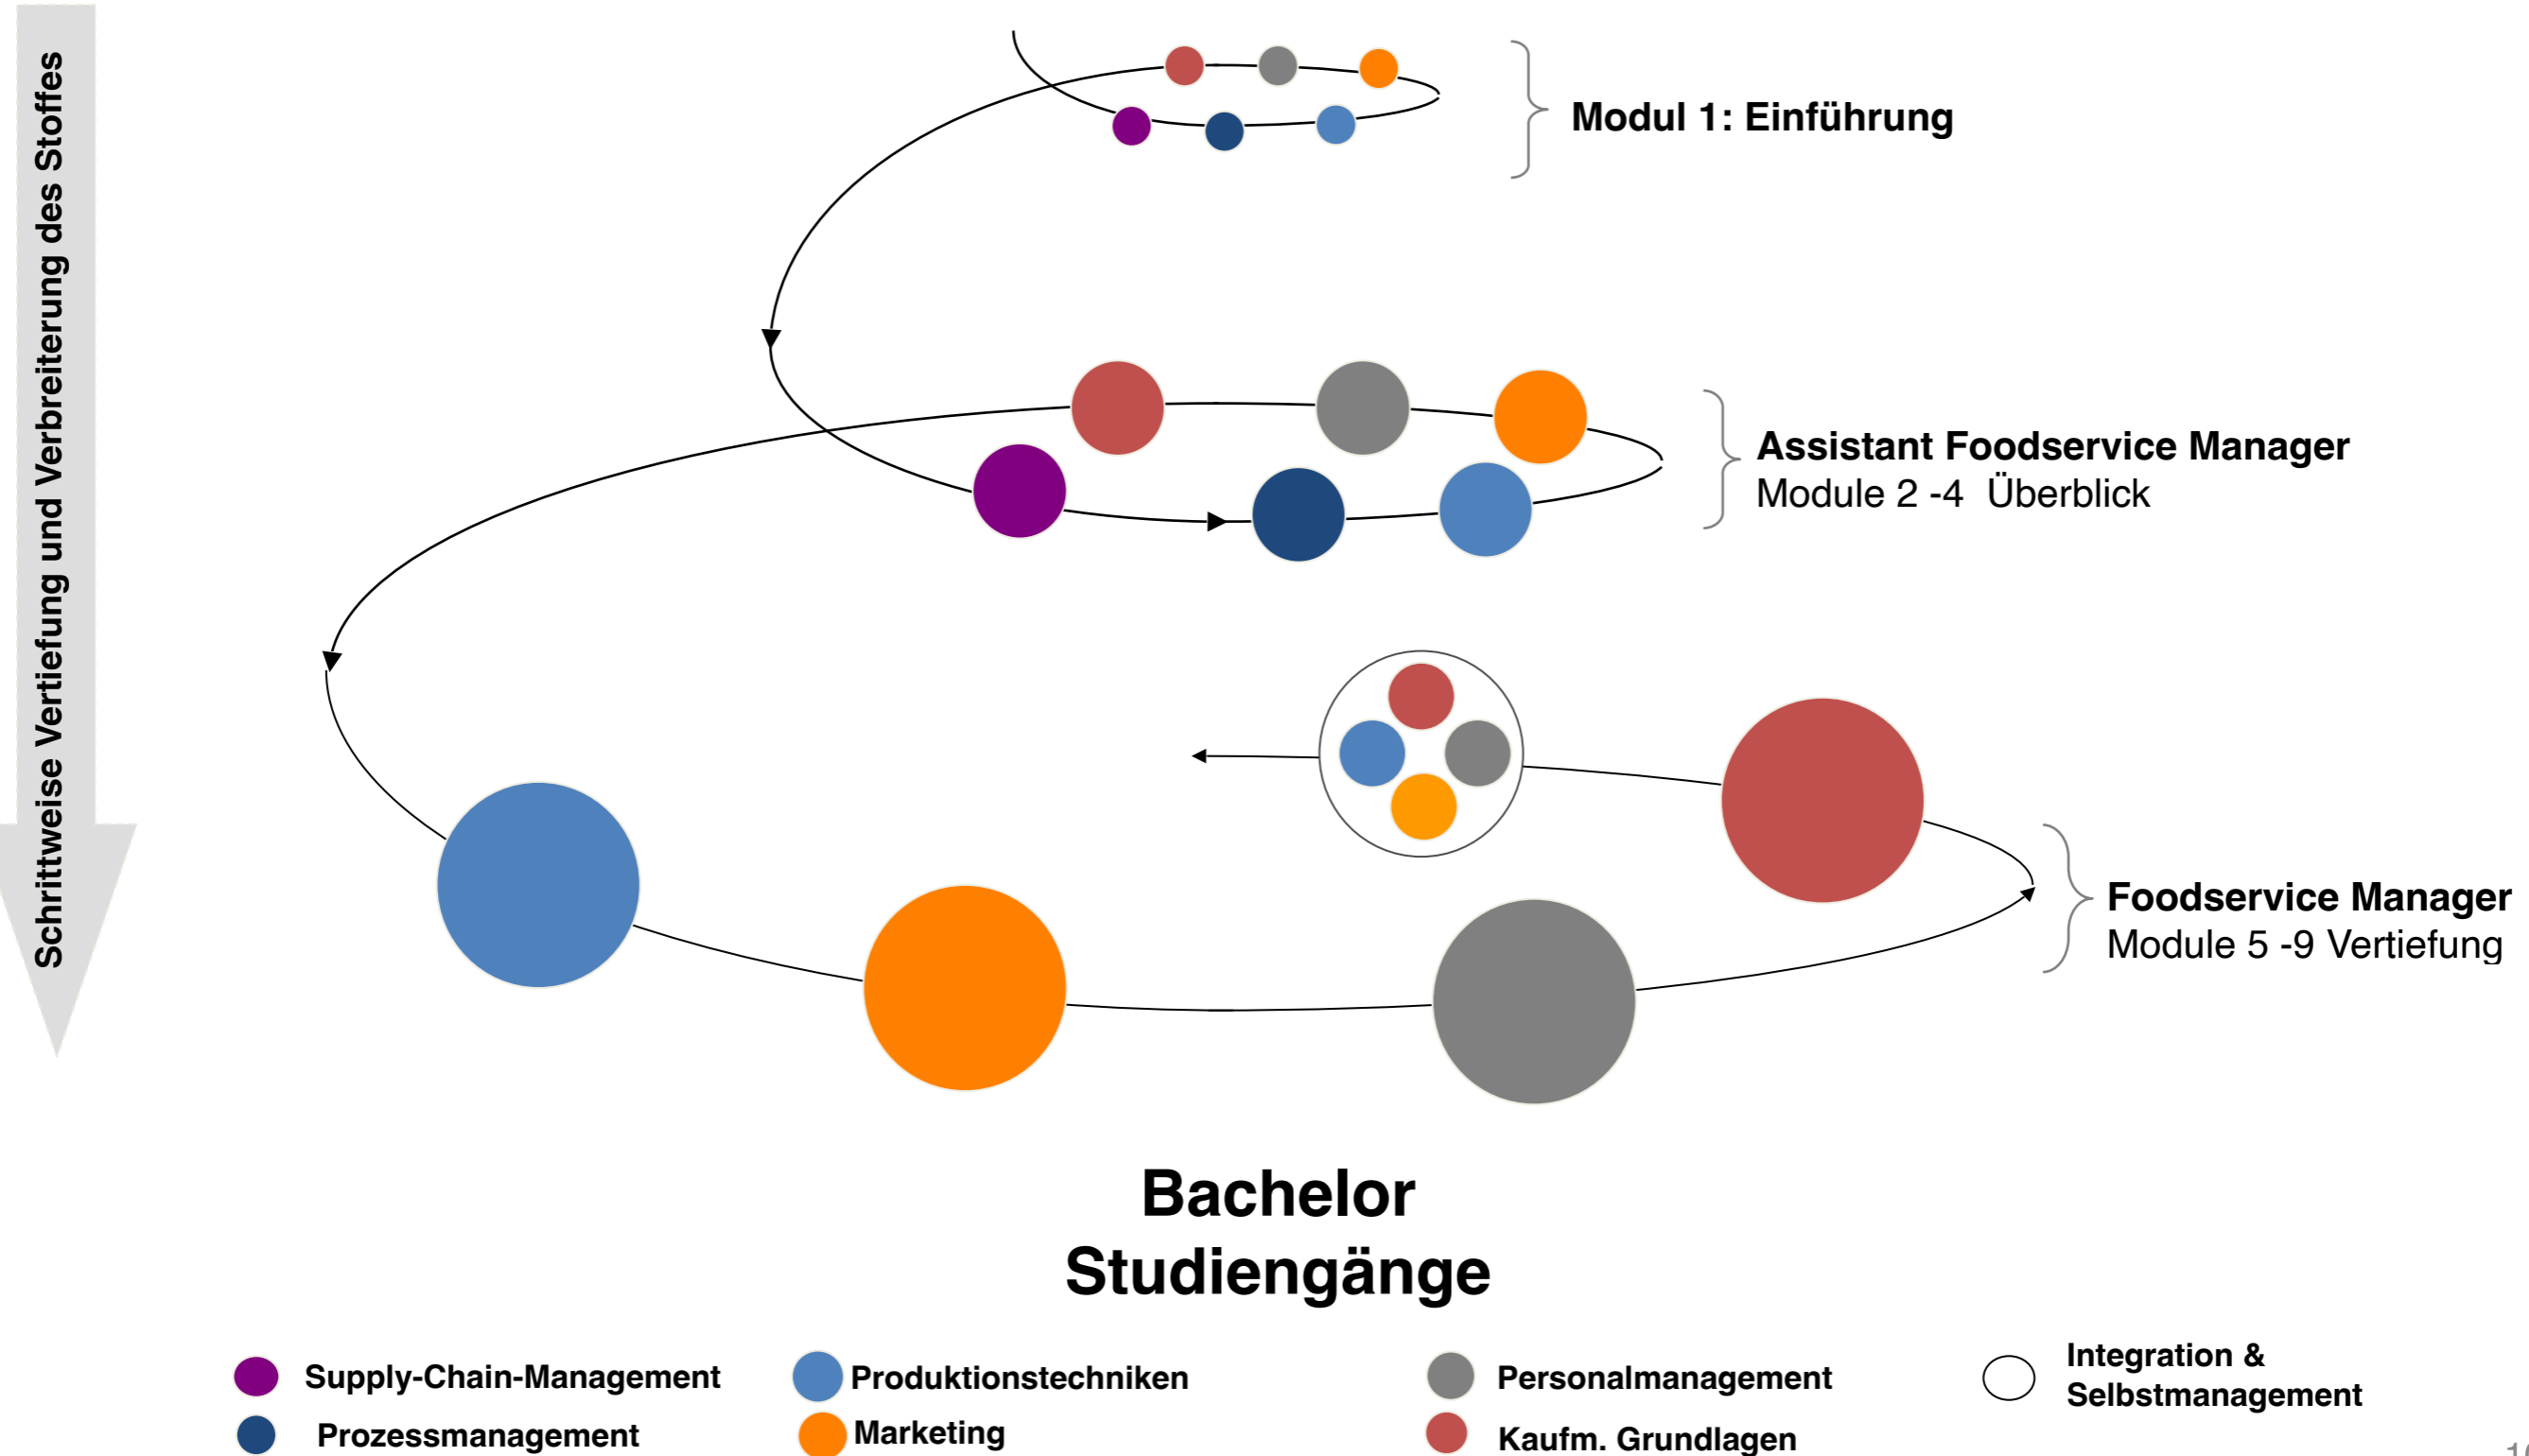 Schrittweise Vertiefung und Verbreiterung des Stoffes
Modul 1: Einführung
Assistant Foodservice Manager
Module 2 -4  Überblick
Foodservice Manager
Module 5 -9 Vertiefung
Bachelor
Studiengänge
Supply-Chain-Management
Produktionstechniken
Personalmanagement
Integration &
Selbstmanagement
Prozessmanagement
Marketing
Kaufm. Grundlagen